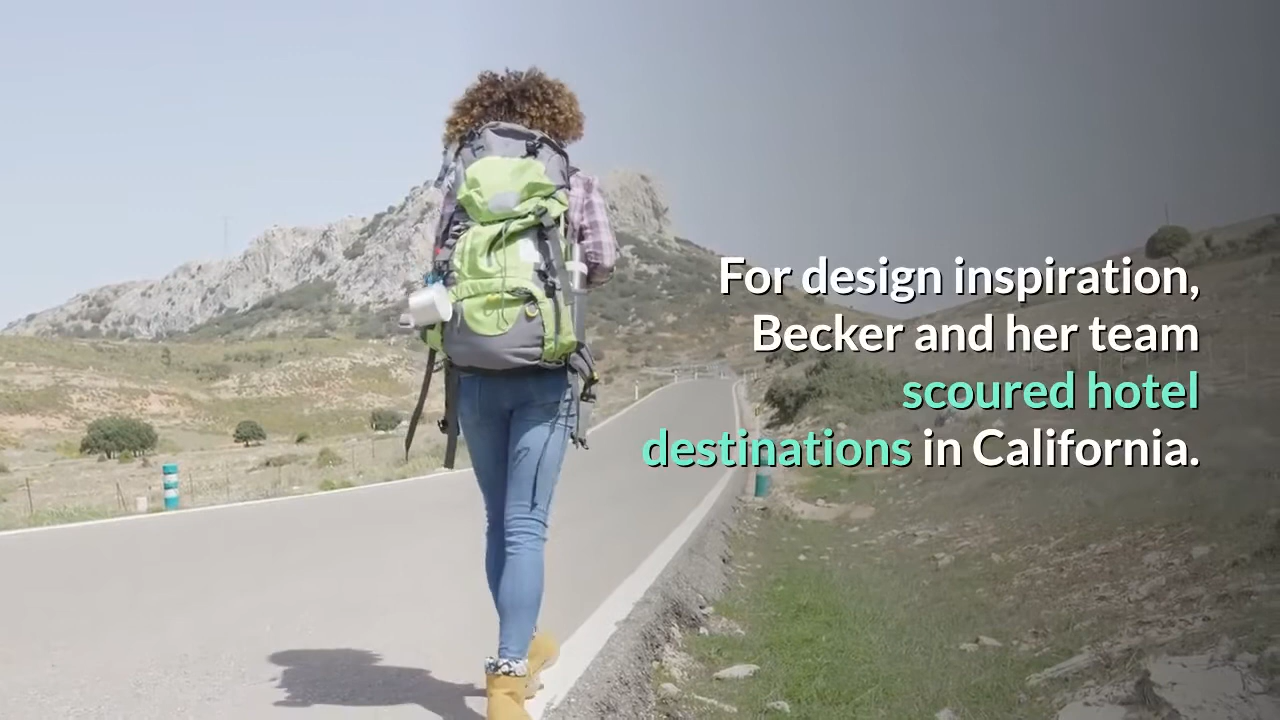 For design inspiration,
Becker and her team
scoured hotel
destinations in California.